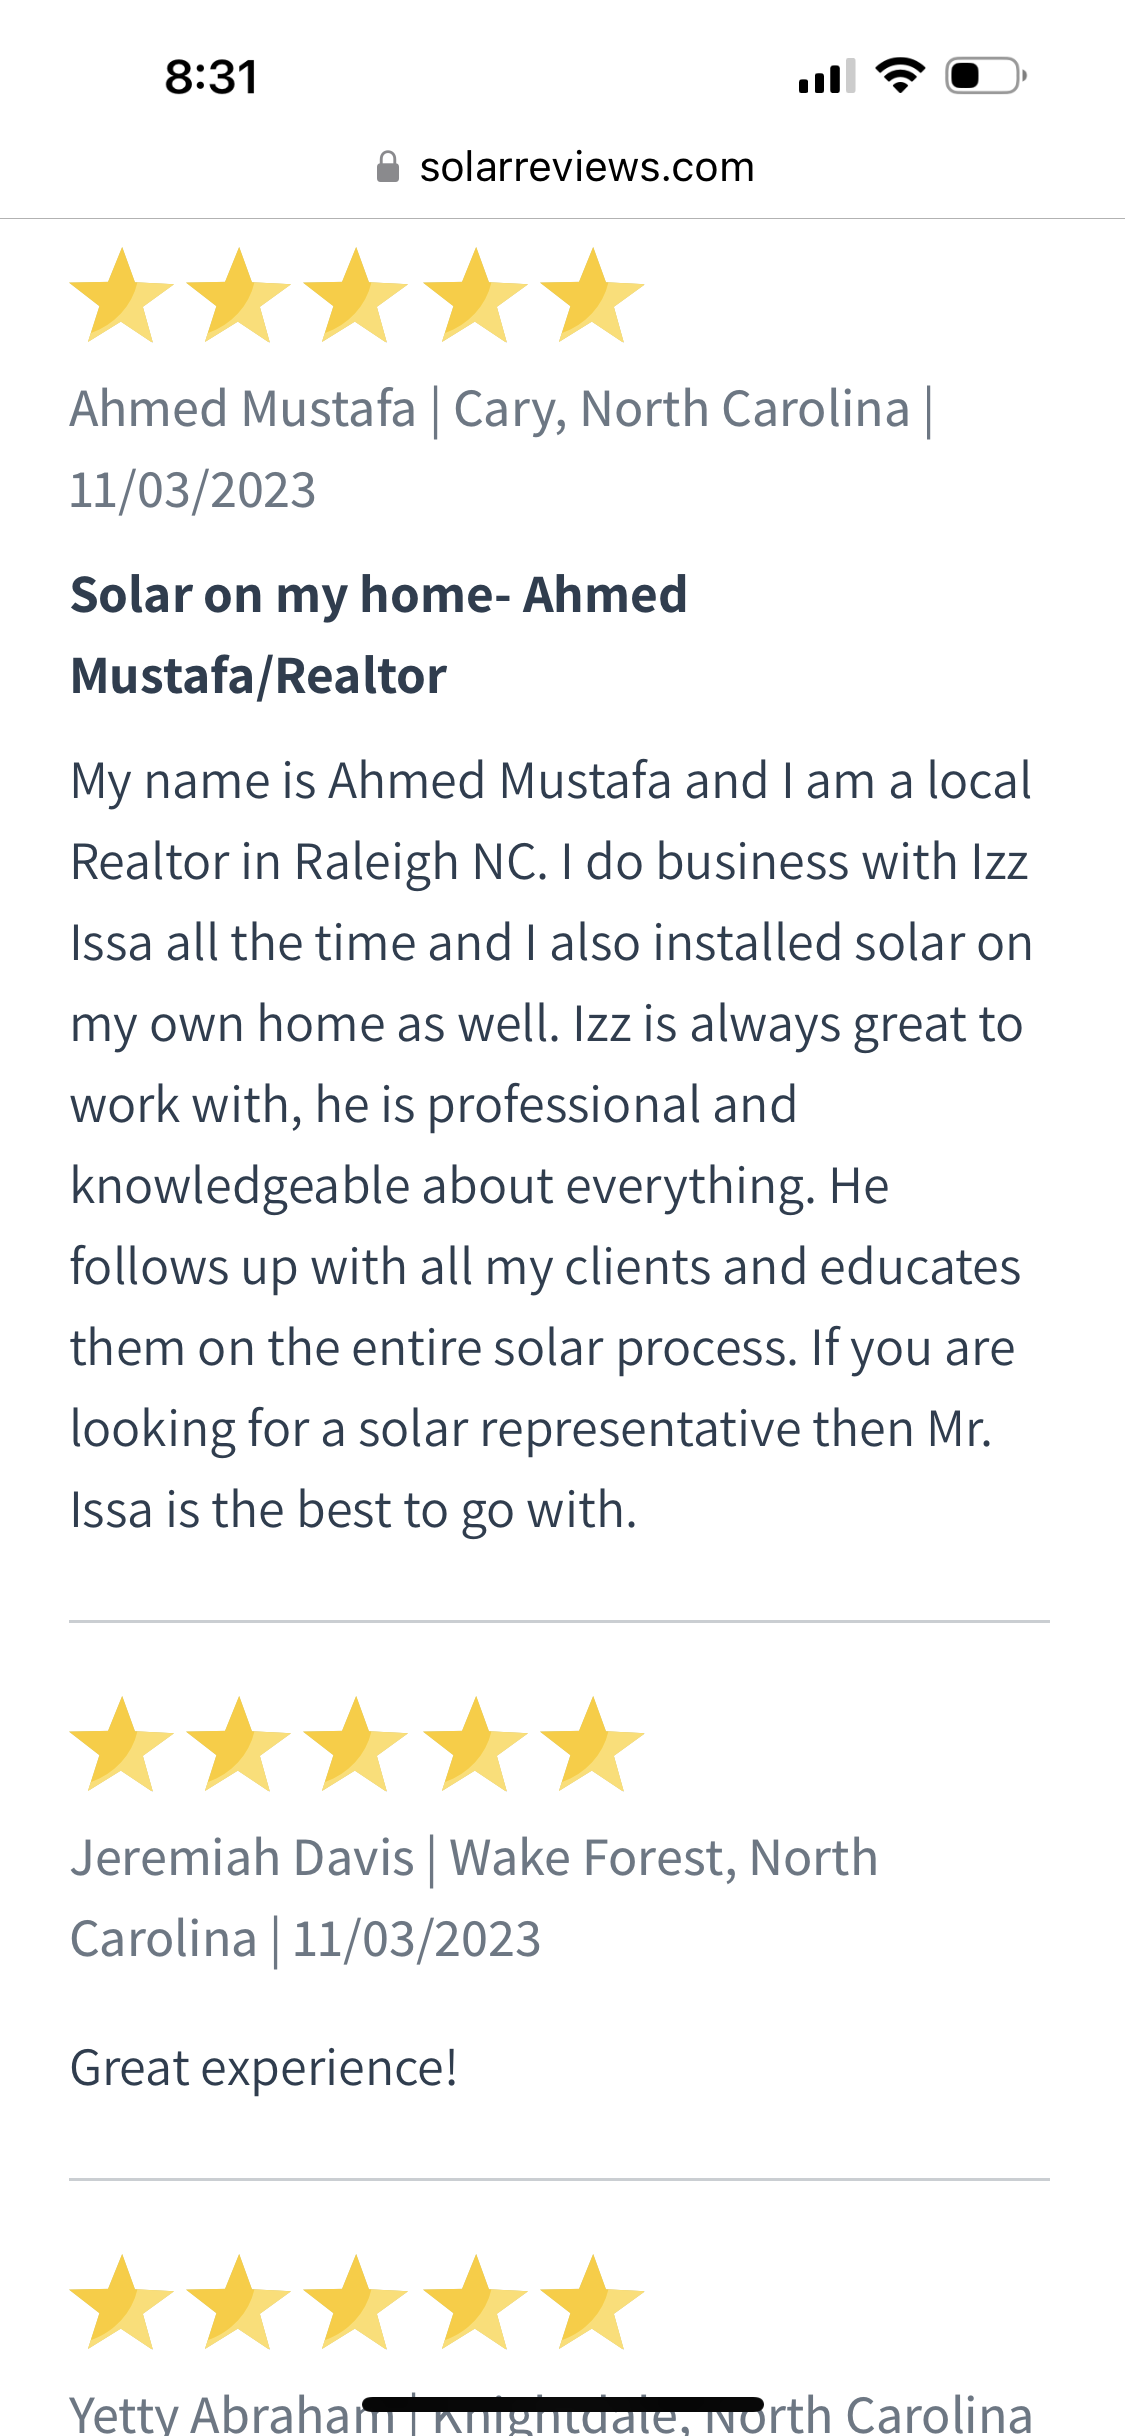 8:31
solarreviews.com
Ahmed Mustafa | Cary, North Carolina |
11/03/2023
Solar on my home- Ahmed
Mustafa/Realtor
My name is Ahmed Mustafa and I am a local
Realtor in Raleigh NC. I do business with Izz
Issa all the time and I also installed solar on
my own home as well. Izz is always great to
work with, he is professional and
knowledgeable about everything. He
follows up with all my clients and educates
them on the entire solar process. If you are
looking for a solar representative then Mr.
Issa is the best to go with.
Jeremiah Davis | Wake Forest, North
Carolina | 11/03/2023
Great experience!
Yetty Abraham | Knightdale, North Carolina